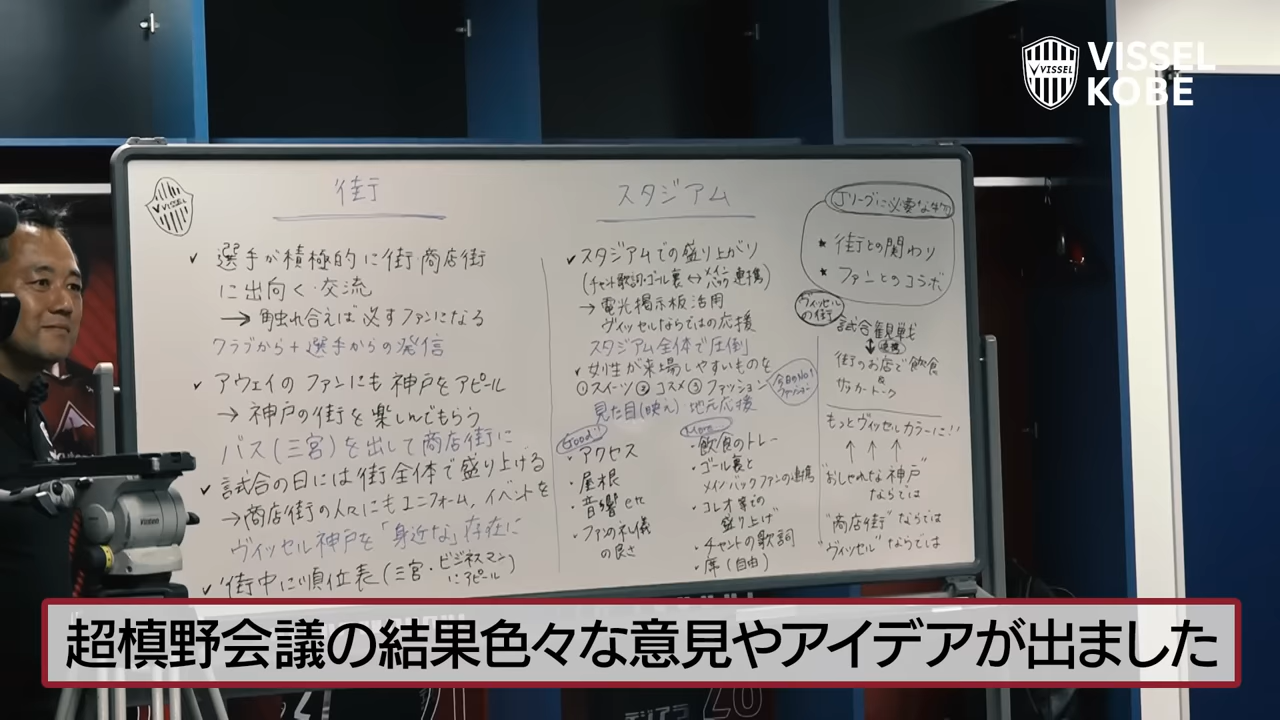 VISSEL
KOBE
VISSEL
VISSEL
街
✓ 選手が積極的に街 商店街
に出向く・交流
→ 触れ合えば必ずファンになる
クラブから+選手からの発信
✓ アウェイのファンにも神戸をアピール
→ 神戸の街を楽しんでもらう
バス(三宮)を出して商店街に
✓ 試合の日には街全体で盛り上げる
→商店街の人々にもユニフォーム,イベントを
ヴィッセル神戸を「身近な」存在に
✓ 街中に順位表(三宮・ビジネスマン
にアピール)
スタジアム
✓ スタジアムでの盛り上がり
(チャント歌詞・ゴール裏↔メイン
バック 連携)
→ 電光掲示板活用
ヴィッセルならではの応援
スタジアム全体で圧倒
✓ 女性が来場しやすいものを
①スイーツ ② コスメ ③ ファッション
今日のNo.1
ファッション
見た目(映え) 地元応援
Good!
・アクセス
・屋根
・音響 etc
・ファンの礼儀
の良さ
More
・飲食のトレー
・ゴール裏と
メインバックファンの連携
・コレオ等での
盛り上げ
・チャントの歌詞
・席(自由)
Jリーグに必要な物
★ 街との関わり
★ ファンとのコラボ
ヴィッセル
の街
試合観戦
↕ 連携
街のお店で飲食
&
サッカートーク
もっとヴィッセルカラーに!!
↑ ↑ ↑
"おしゃれな神戸"
ならでは
"商店街"ならでは
"ヴィッセル"ならでは
超槙野会議の結果色々な意見やアイデアが出ました